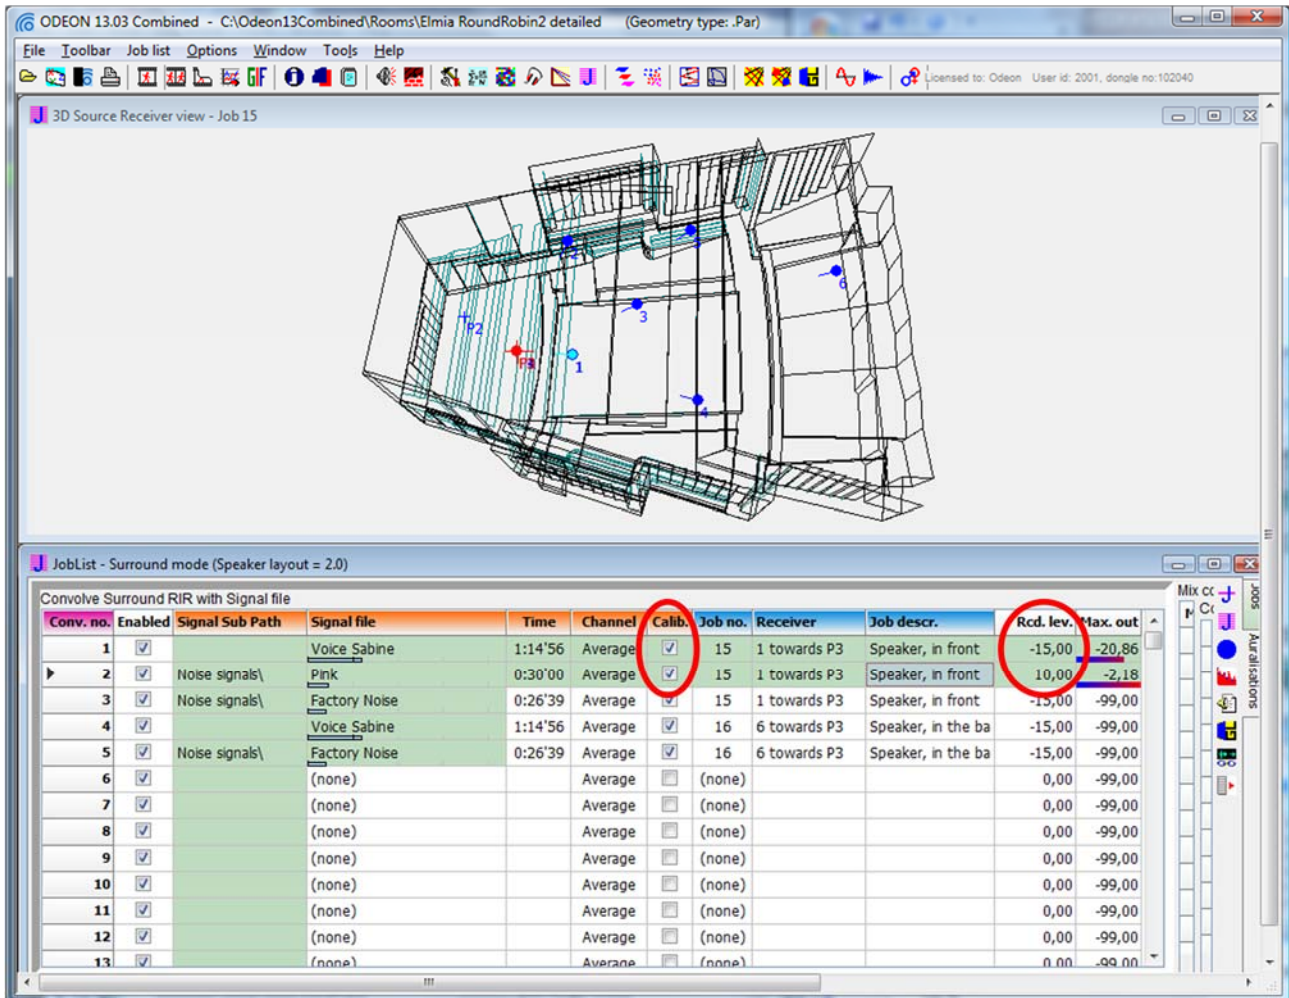 ODEON 13.03 Combined - C:\Odeon13Combined\Rooms\Elmia RoundRobin2 detailed (Geometry type: .Par)
File Toolbar Job list Options Window Tools Help
GIF Licensed to: Odeon User id: 2001, dongle no:102040
3D Source Receiver view - Job 15
5
6
3
P2
1
4
JobList - Surround mode (Speaker layout = 2.0)
Convolve Surround RIR with Signal file
Mix cc
Jobs
Auralisations
Conv. no. Enabled Signal Sub Path Signal file Time Channel Calib. Job no. Receiver Job descr. Rcd. lev. Max. out
1 Voice Sabine 1:14'56 Average 15 1 towards P3 Speaker, in front -15,00 -20,86
2 Noise signals\ Pink 0:30'00 Average 15 1 towards P3 Speaker, in front 10,00 -2,18
3 Noise signals\ Factory Noise 0:26'39 Average 15 1 towards P3 Speaker, in front -15,00 -99,00
4 Voice Sabine 1:14'56 Average 16 6 towards P3 Speaker, in the ba -15,00 -99,00
5 Noise signals\ Factory Noise 0:26'39 Average 16 6 towards P3 Speaker, in the ba -15,00 -99,00
6 (none) Average (none) 0,00 -99,00
7 (none) Average (none) 0,00 -99,00
8 (none) Average (none) 0,00 -99,00
9 (none) Average (none) 0,00 -99,00
10 (none) Average (none) 0,00 -99,00
11 (none) Average (none) 0,00 -99,00
12 (none) Average (none) 0,00 -99,00
13 (none) Average (none) 0,00 -99,00